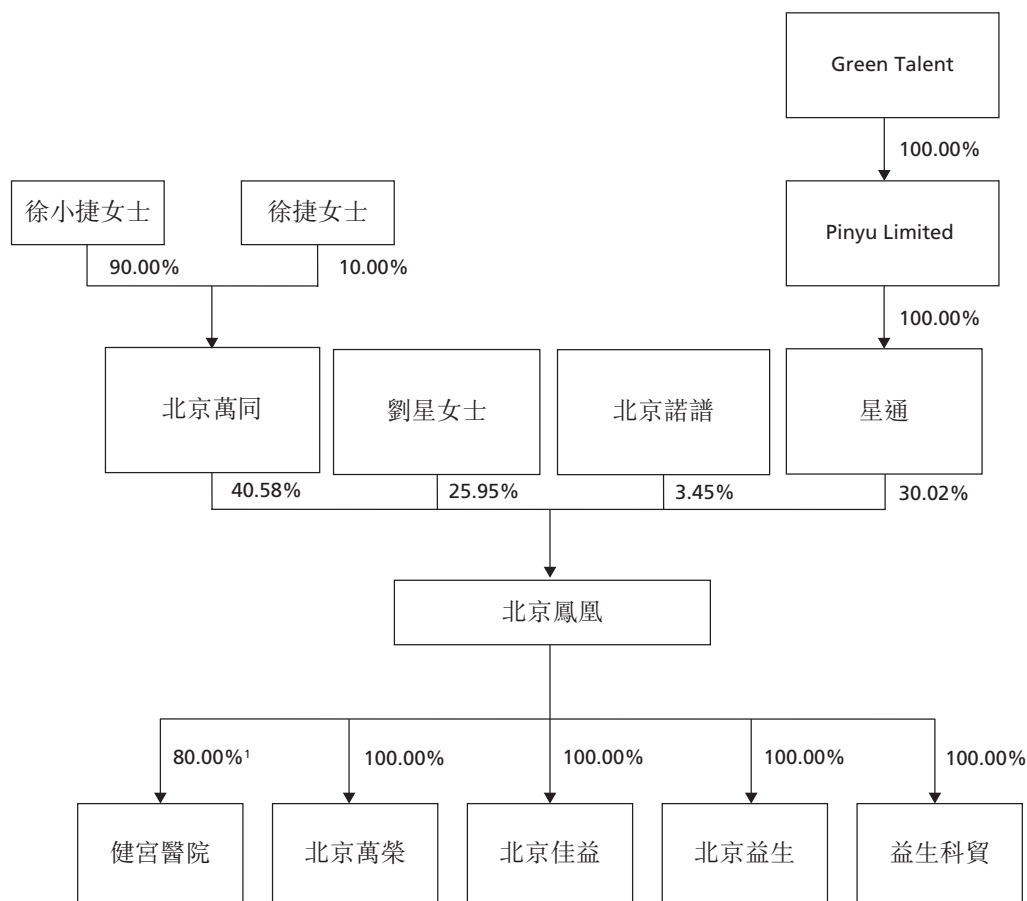 Green Talent
100.00%
徐小捷女士
徐捷女士
Pinyu Limited
90.00%
10.00%
100.00%
北京萬同
劉星女士
北京諾譜
星通
40.58%
25.95%
3.45%
30.02%
北京鳳凰
80.00%¹
100.00%
100.00%
100.00%
100.00%
健宮醫院
北京萬榮
北京佳益
北京益生
益生科貿